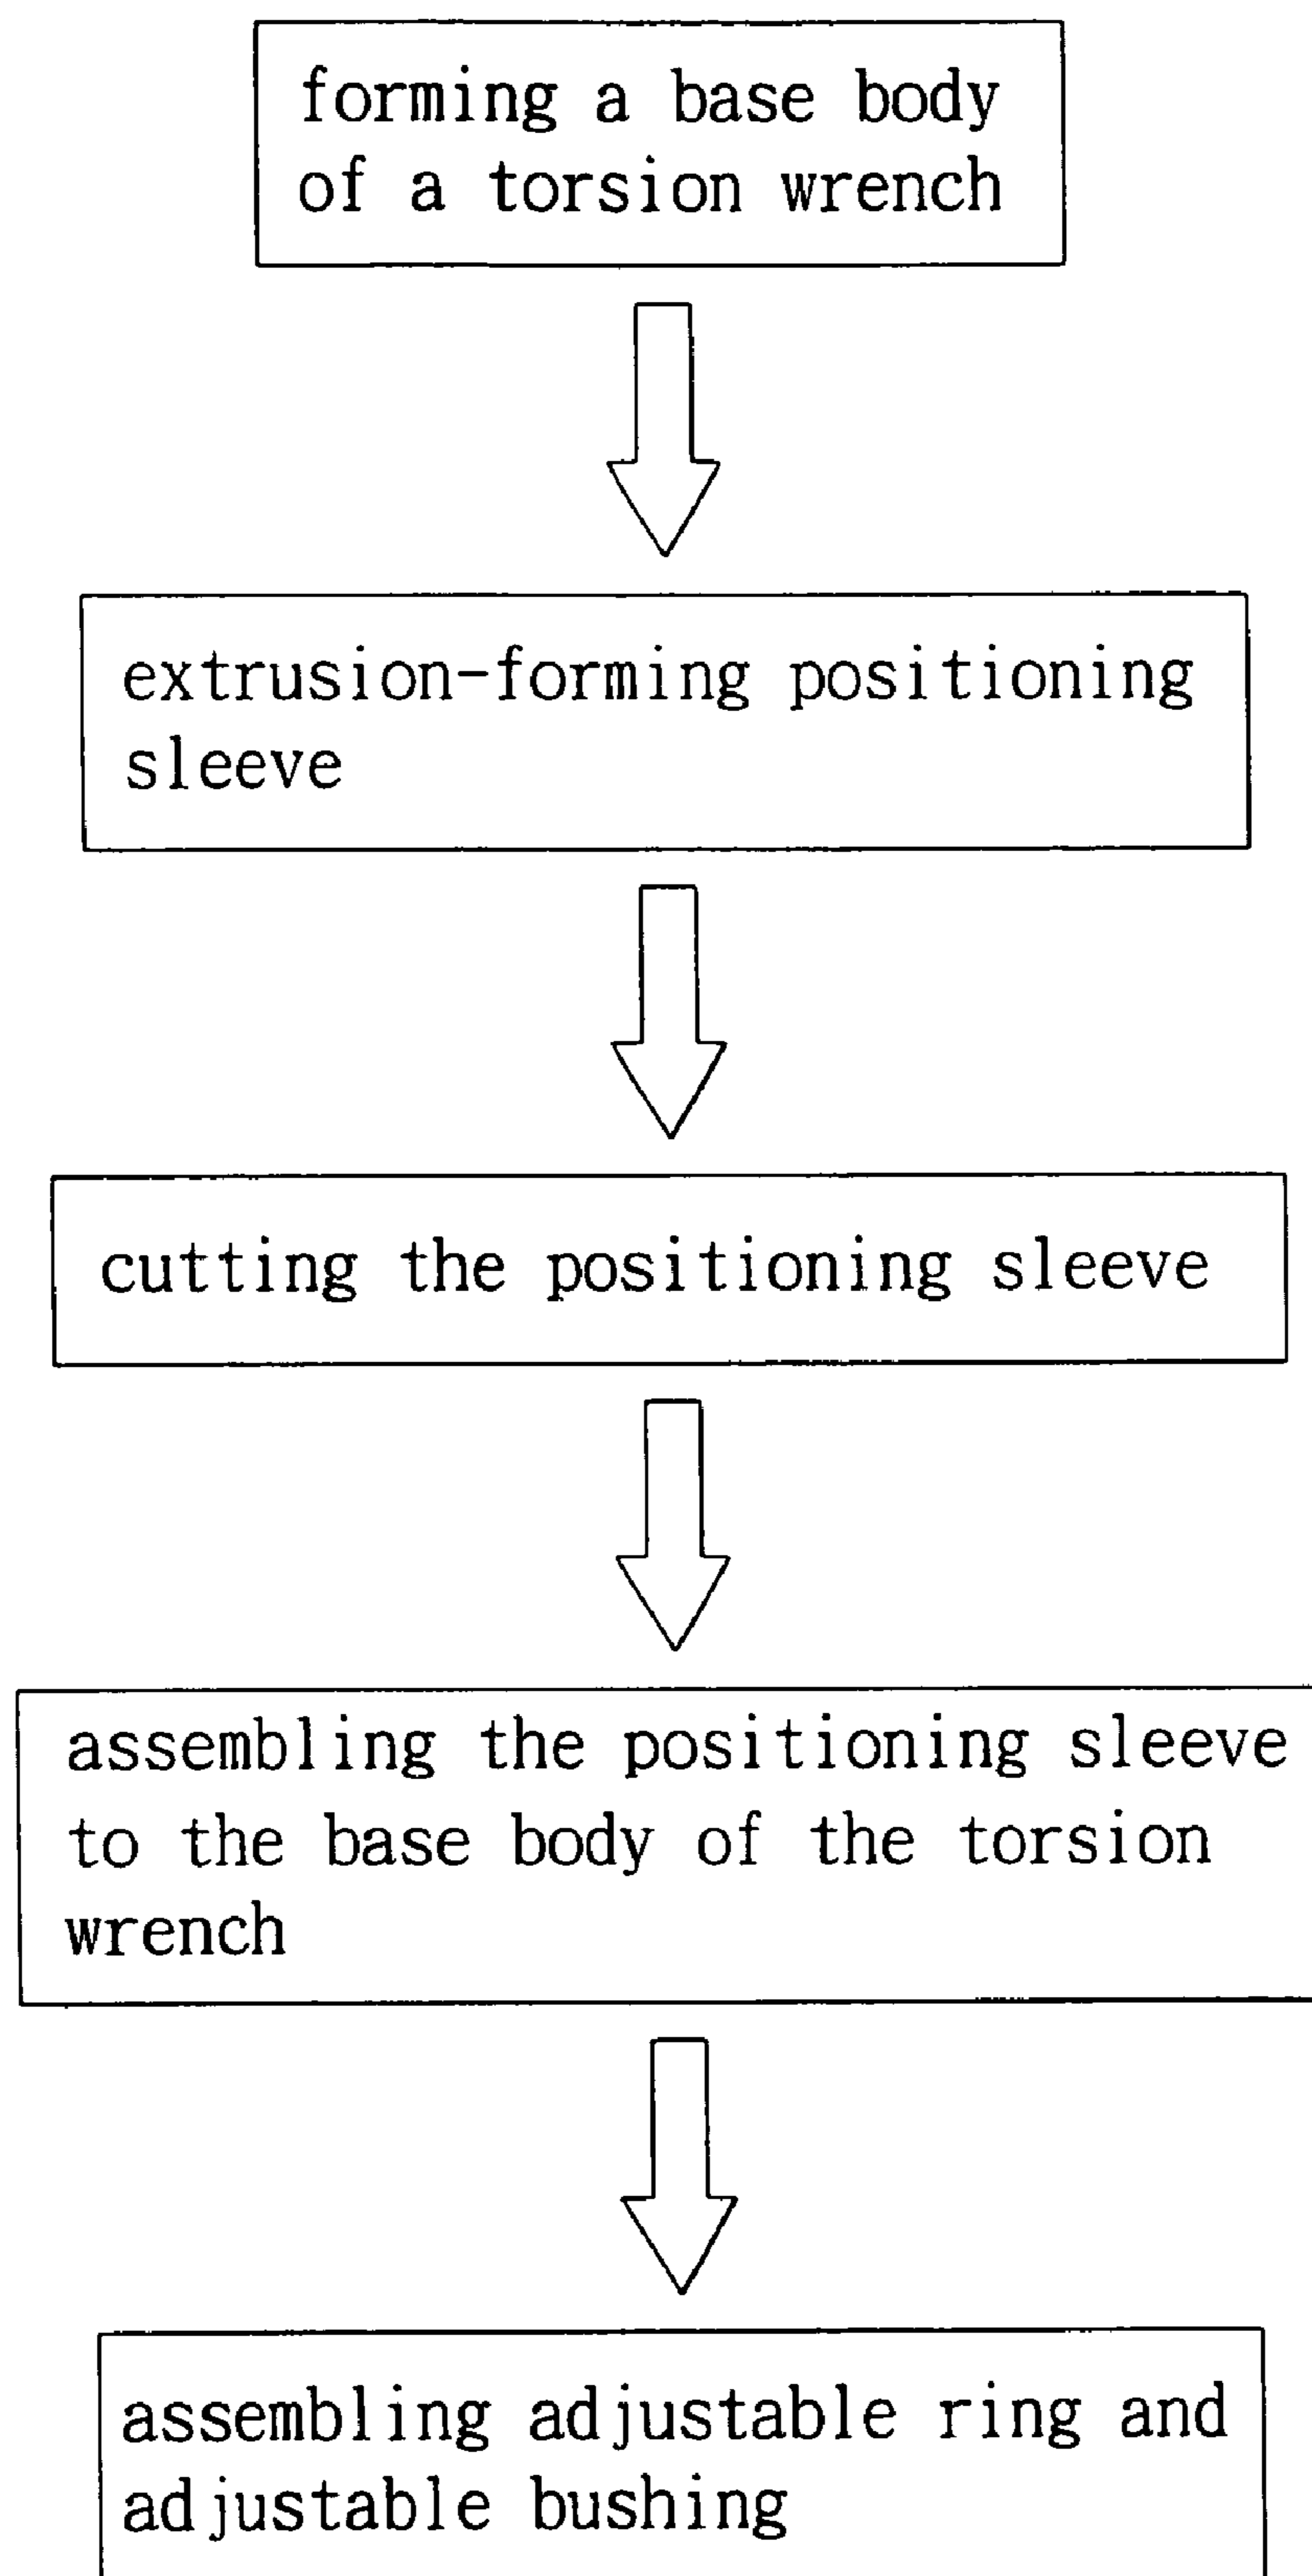 forming a base body
of a torsion wrench
extrusion-forming positioning
sleeve
cutting the positioning sleeve
assembling the positioning sleeve
to the base body of the torsion
wrench
assembling adjustable ring and
adjustable bushing